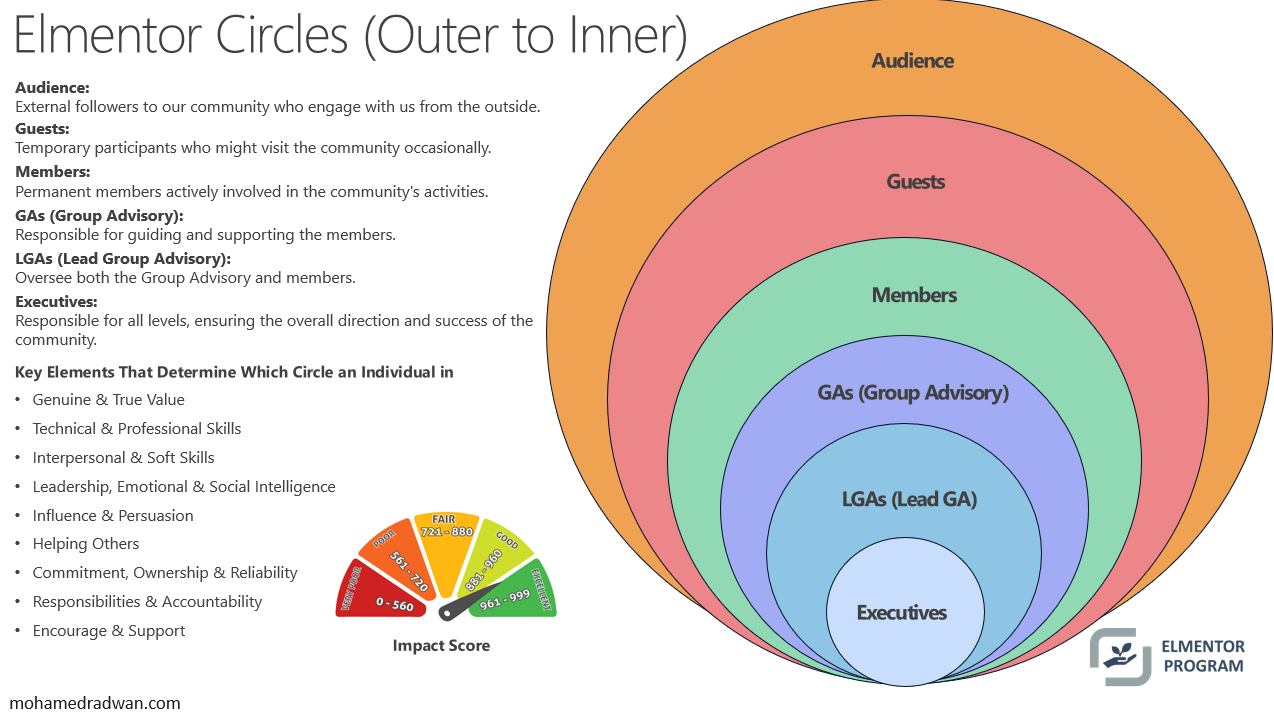 Elmentor Circles (Outer to Inner)
Audience:
External followers to our community who engage with us from the outside.
Guests:
Temporary participants who might visit the community occasionally.
Members:
Permanent members actively involved in the community's activities.
GAs (Group Advisory):
Responsible for guiding and supporting the members.
LGAs (Lead Group Advisory):
Oversee both the Group Advisory and members.
Executives:
Responsible for all levels, ensuring the overall direction and success of the
community.
Key Elements That Determine Which Circle an Individual in
• Genuine & True Value
• Technical & Professional Skills
• Interpersonal & Soft Skills
• Leadership, Emotional & Social Intelligence
• Influence & Persuasion
• Helping Others
• Commitment, Ownership & Reliability
• Responsibilities & Accountability
• Encourage & Support
VERY POOR
0 - 560
POOR
561 - 720
FAIR
721 - 880
GOOD
881 - 960
EXCELLENT
961 - 999
Impact Score
mohamedradwan.com
Audience
Guests
Members
GAs (Group Advisory)
LGAs (Lead GA)
Executives
ELMENTOR
PROGRAM